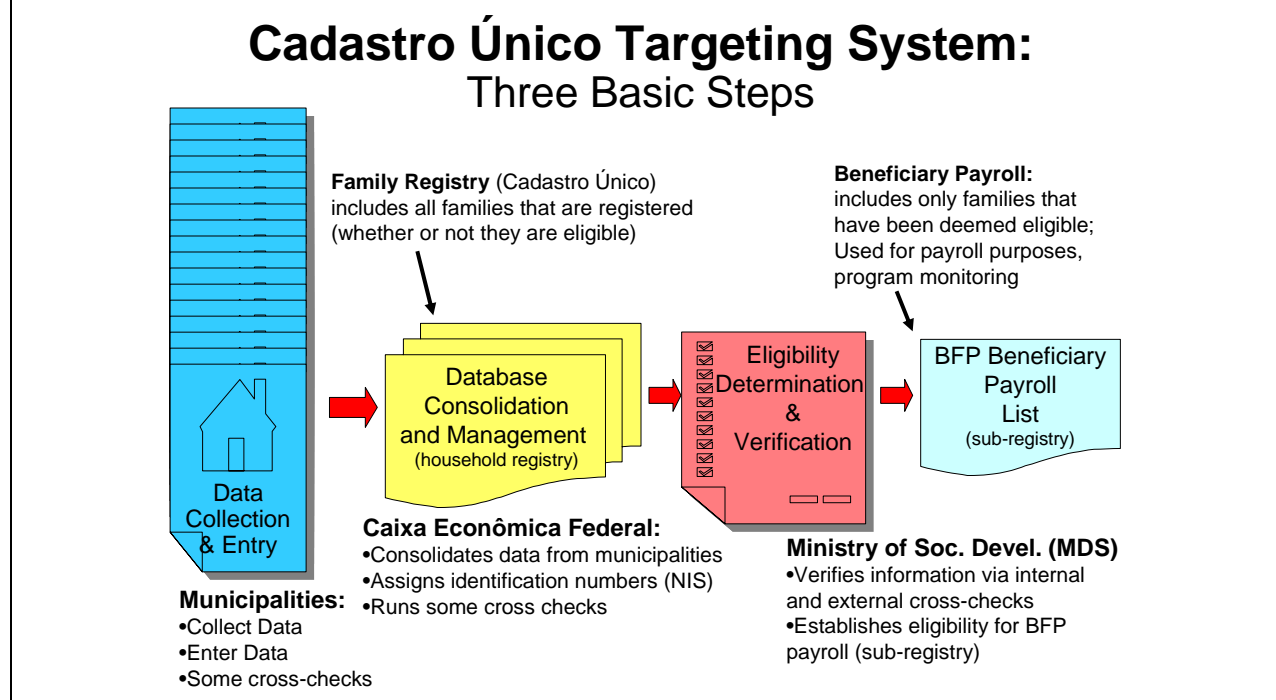 Cadastro Único Targeting System:
Three Basic Steps
Family Registry (Cadastro Único)
includes all families that are registered
(whether or not they are eligible)
Beneficiary Payroll:
includes only families that
have been deemed eligible;
Used for payroll purposes,
program monitoring
Data
Collection
& Entry
Database
Consolidation
and Management
(household registry)
Eligibility
Determination
&
Verification
BFP Beneficiary
Payroll
List
(sub-registry)
Municipalities:
•Collect Data
•Enter Data
•Some cross-checks
Caixa Econômica Federal:
•Consolidates data from municipalities
•Assigns identification numbers (NIS)
•Runs some cross checks
Ministry of Soc. Devel. (MDS)
•Verifies information via internal
and external cross-checks
•Establishes eligibility for BFP
payroll (sub-registry)